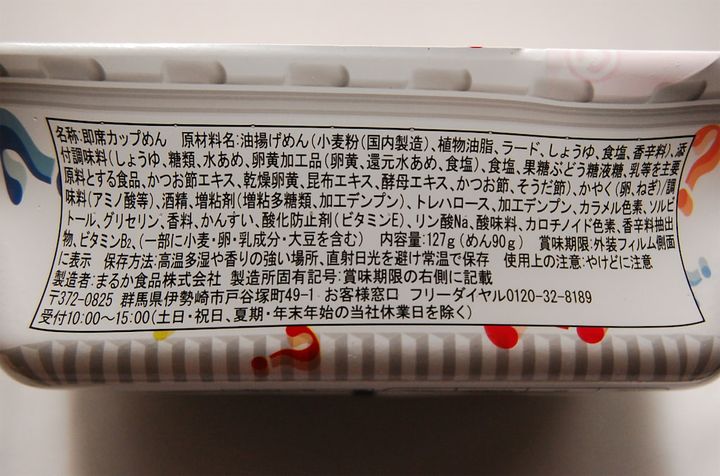 名称:即席カップめん 原材料名:油揚げめん(小麦粉(国内製造)、植物油脂、ラード、しょうゆ、食塩、香辛料)、添
付調味料(しょうゆ、糖類、水あめ、卵黄加工品(卵黄、還元水あめ、食塩)、食塩、果糖ぶどう糖液糖、乳等を主要
原料とする食品、かつお節エキス、乾燥卵黄、昆布エキス、酵母エキス、かつお節、そうだ節)、かやく(卵、ねぎ)/調
味料(アミノ酸等)、酒精、増粘剤(増粘多糖類、加工デンプン)、トレハロース、加工デンプン、カラメル色素、ソルビ
トール、グリセリン、香料、かんすい、酸化防止剤(ビタミンE)、リン酸Na、酸味料、カロチノイド色素、香辛料抽出
物、ビタミンB₂、(一部に小麦・卵・乳成分・大豆を含む) 内容量:127g(めん90g) 賞味期限:外装フィルム側面
に表示 保存方法:高温多湿や香りの強い場所、直射日光を避け常温で保存 使用上の注意:やけどに注意
製造者:まるか食品株式会社 製造所固有記号:賞味期限の右側に記載
〒372-0825 群馬県伊勢崎市戸谷塚町49-1 お客様窓口 フリーダイヤル0120-32-8189
受付10:00~15:00(土日・祝日、夏期・年末年始の当社休業日を除く)